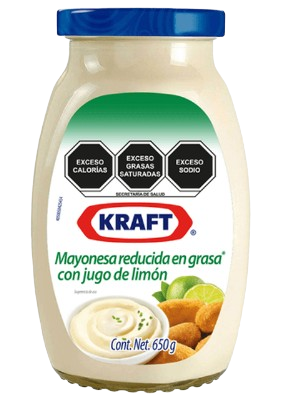 EXCESO
CALORÍAS
EXCESO
GRASAS
SATURADAS
EXCESO
SODIO
SECRETARÍA DE SALUD
KRAFT®
Mayonesa reducida en grasa*
con jugo de limón
Coñt. Net. 650 g